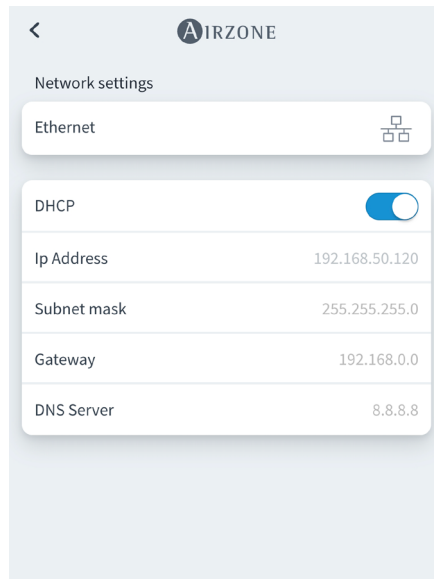 AIRZONE
Network settings
Ethernet
DHCP
Ip Address 192.168.50.120
Subnet mask 255.255.255.0
Gateway 192.168.0.0
DNS Server 8.8.8.8